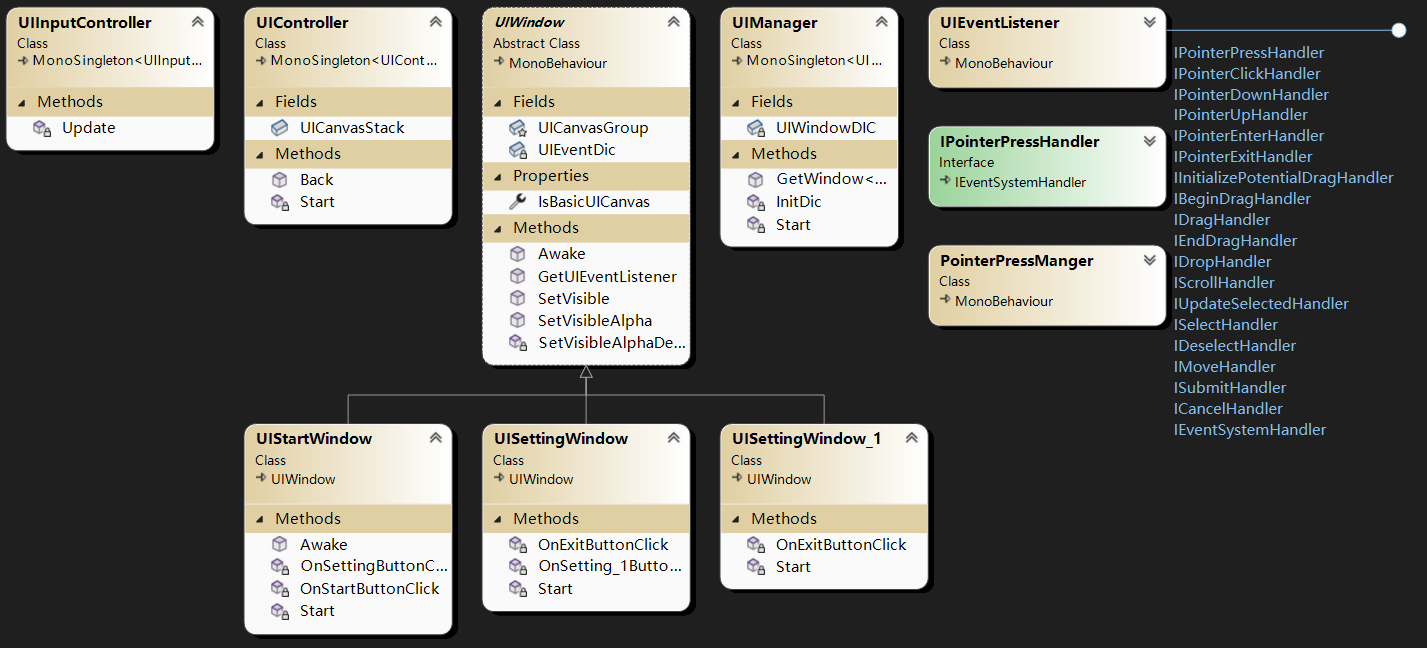 UIInputController
Class
MonoSingleton<UIInput...
Methods
Update
UIController
Class
MonoSingleton<UICont...
Fields
UICanvasStack
Methods
Back
Start
UIWindow
Abstract Class
MonoBehaviour
Fields
UICanvasGroup
UIEventDic
Properties
IsBasicUICanvas
Methods
Awake
GetUIEventListener
SetVisible
SetVisibleAlpha
SetVisibleAlphaDe...
UIManager
Class
MonoSingleton<UI...
Fields
UIWindowDIC
Methods
GetWindow<...
InitDic
Start
UIEventListener
Class
MonoBehaviour
IPointerPressHandler
Interface
IEventSystemHandler
PointerPressManger
Class
MonoBehaviour
IPointerPressHandler
IPointerClickHandler
IPointerDownHandler
IPointerUpHandler
IPointerEnterHandler
IPointerExitHandler
IInitializePotentialDragHandler
IBeginDragHandler
IDragHandler
IEndDragHandler
IDropHandler
IScrollHandler
IUpdateSelectedHandler
ISelectHandler
IDeselectHandler
IMoveHandler
ISubmitHandler
ICancelHandler
IEventSystemHandler
UIStartWindow
Class
UIWindow
Methods
Awake
OnSettingButtonC...
OnStartButtonClick
Start
UISettingWindow
Class
UIWindow
Methods
OnExitButtonClick
OnSetting_1Butto...
Start
UISettingWindow_1
Class
UIWindow
Methods
OnExitButtonClick
Start